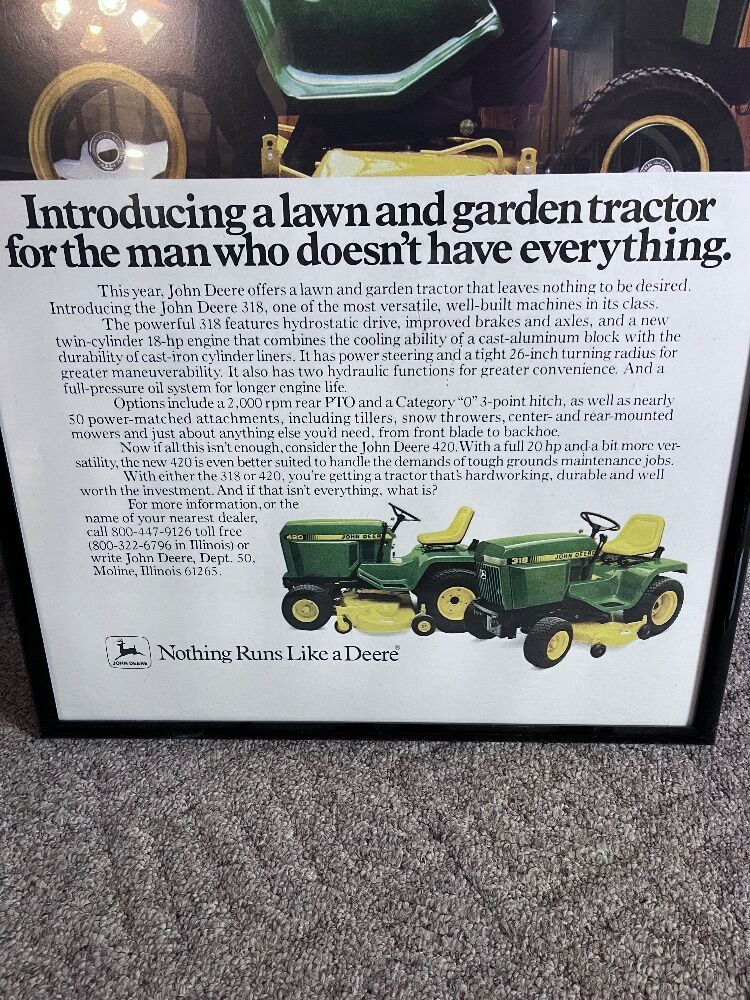 Introducing a lawn and garden tractor
for the man who doesn't have everything.
This year, John Deere offers a lawn and garden tractor that leaves nothing to be desired.
Introducing the John Deere 318, one of the most versatile, well-built machines in its class.
The powerful 318 features hydrostatic drive, improved brakes and axles, and a new
twin-cylinder 18-hp engine that combines the cooling ability of a cast-aluminum block with the
durability of cast-iron cylinder liners. It has power steering and a tight 26-inch turning radius for
greater maneuverability. It also has two hydraulic functions for greater convenience. And a
full-pressure oil system for longer engine life.
Options include a 2,000 rpm rear PTO and a Category "0" 3-point hitch, as well as nearly
50 power-matched attachments, including tillers, snow throwers, center- and rear-mounted
mowers and just about anything else you'd need, from front blade to backhoe.
Now if all this isn't enough, consider the John Deere 420. With a full 20 hp and a bit more ver-
satility, the new 420 is even better suited to handle the demands of tough grounds maintenance jobs.
With either the 318 or 420, you're getting a tractor that's hardworking, durable and well
worth the investment. And if that isn't everything, what is?
For more information, or the
name of your nearest dealer,
call 800-447-9126 toll free
(800-322-6796 in Illinois) or
write John Deere, Dept. 50,
Moline, Illinois 61265.
420 JOHN DEERE
318 JOHN DEERE
JOHN DEERE
Nothing Runs Like a Deere®